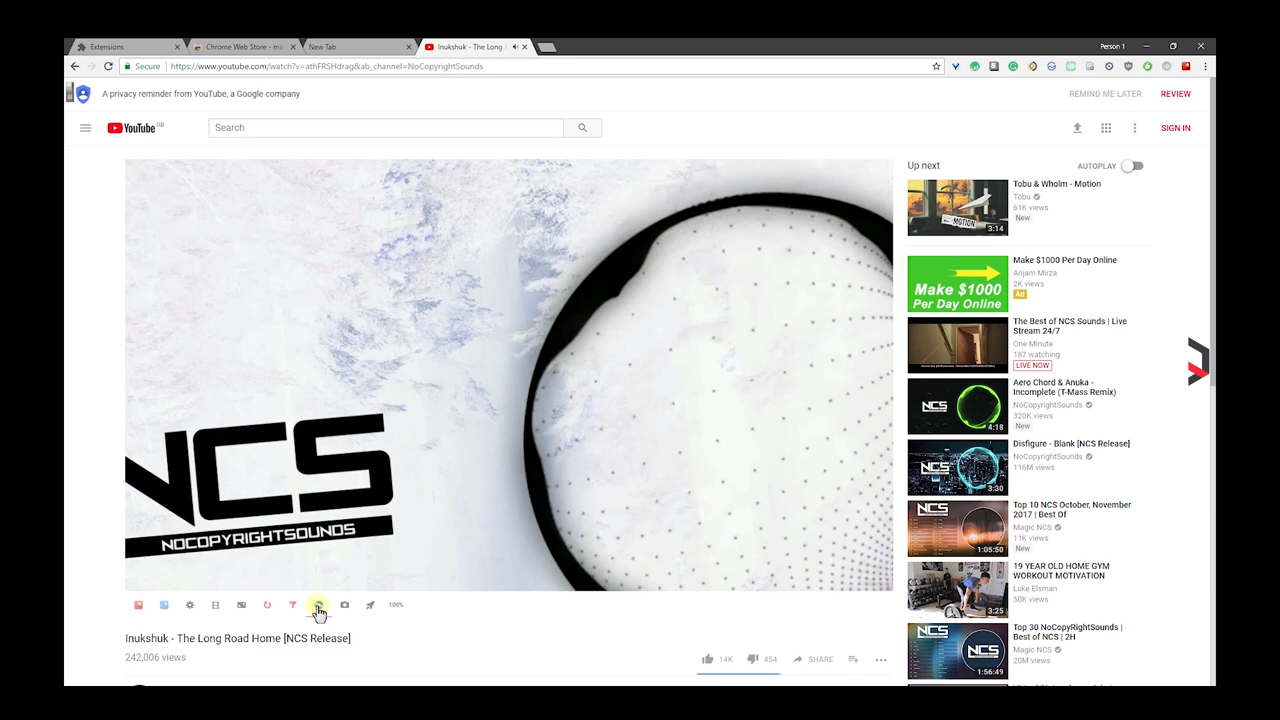 Extensions
Chrome Web Store - ma
New Tab
Inukshuk - The Long
Person 1
Secure
https://www.youtube.com/watch?v=athFRSHdrag&ab_channel=NoCopyrightSounds
A privacy reminder from YouTube, a Google company
REMIND ME LATER
REVIEW
YouTube GB
Search
SIGN IN
NCS
NOCOPYRIGHTSOUNDS
100%
Inukshuk - The Long Road Home [NCS Release]
242,006 views
14K
454
SHARE
Up next
AUTOPLAY
MOTION
3:14
Tobu & Wholm - Motion
Tobu
61K views
New
Make $1000
Per Day Online
Make $1000 Per Day Online
Anjam Mirza
2K views
Ad
The Best of NCS Sounds | Live
Stream 24/7
One Minute
187 watching
LIVE NOW
NCS
4:18
Aero Chord & Anuka -
Incomplete (T-Mass Remix)
NoCopyrightSounds
320K views
New
NCS
3:30
Disfigure - Blank [NCS Release]
NoCopyrightSounds
116M views
NCS
1:05:50
Top 10 NCS October, November
2017 | Best Of
Magic NCS
11K views
New
3:25
19 YEAR OLD HOME GYM
WORKOUT MOTIVATION
Luke Elsman
50K views
NCS
1:56:49
Top 30 NoCopyRightSounds |
Best of NCS | 2H
Magic NCS
20M views